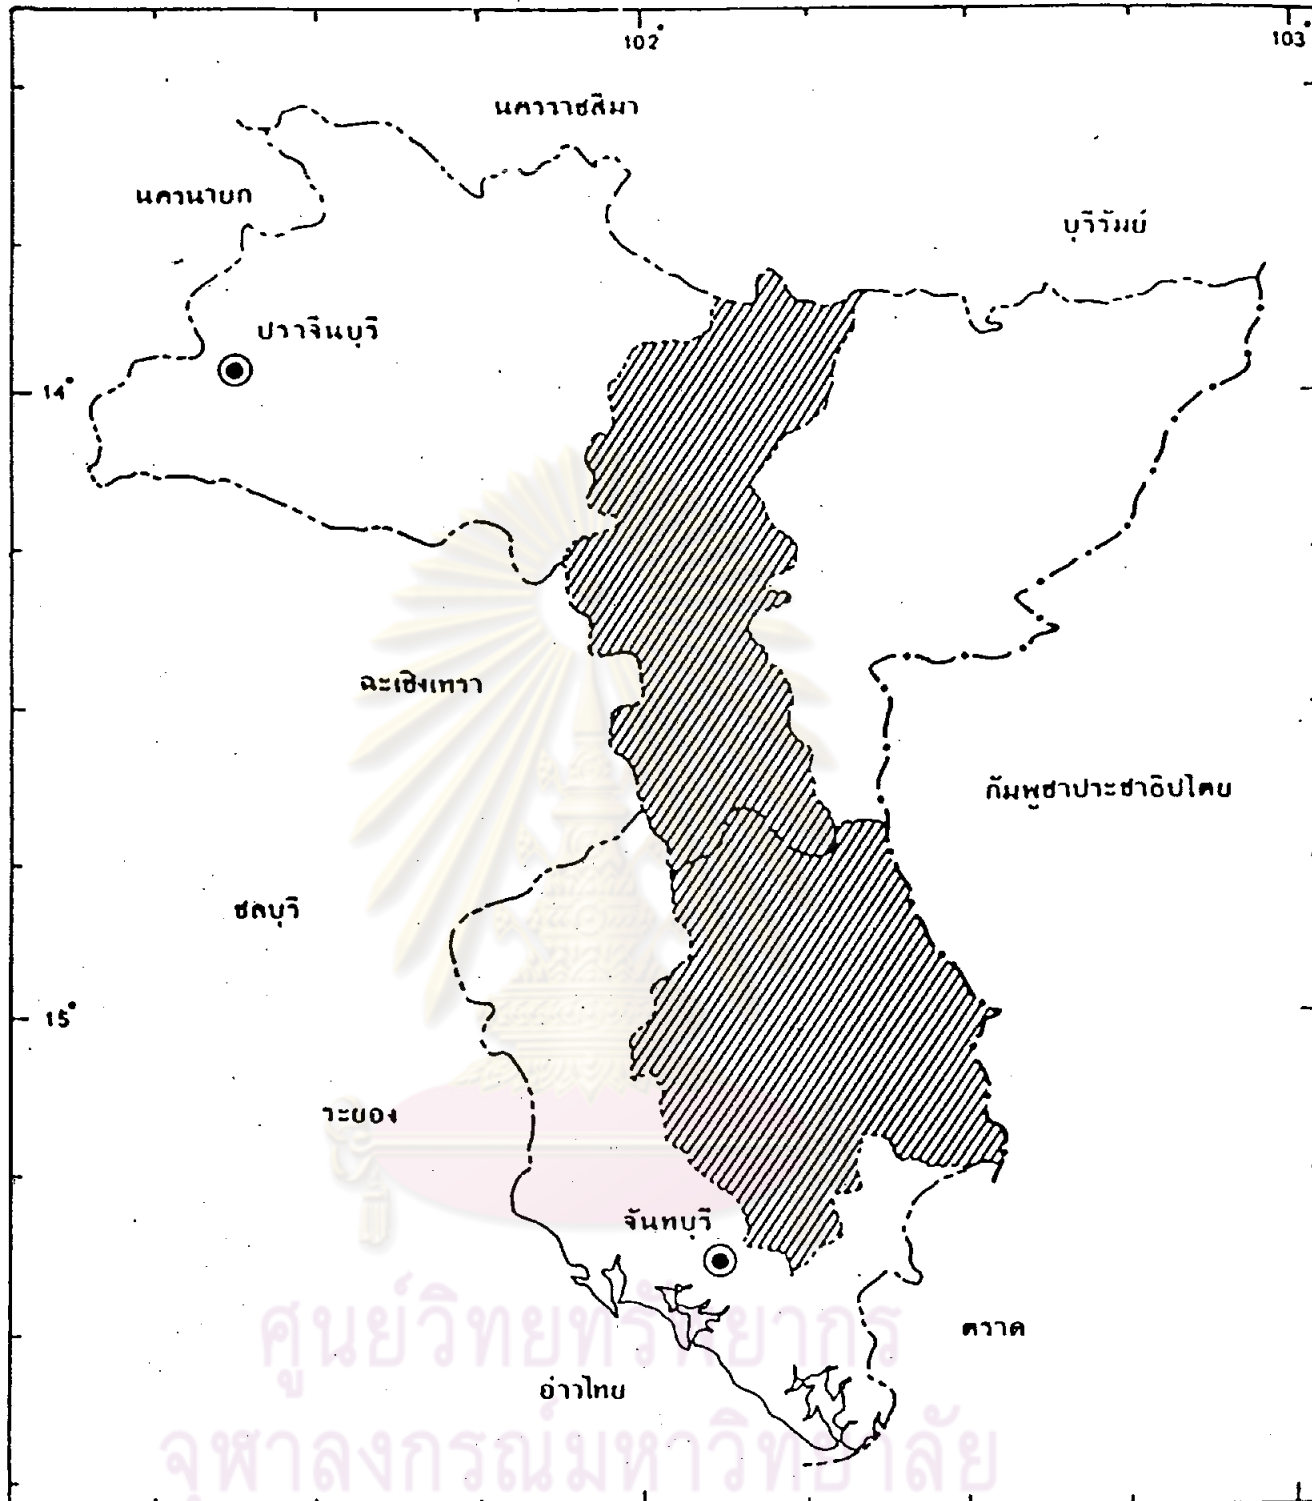 102°
103°
นครราชสีมา
นครนายก
บุรีรัมย์
ปราจีนบุรี
14°
ฉะเชิงเทรา
กัมพูชาประชาธิปไตย
ชลบุรี
15°
ระยอง
จันทบุรี
ตราด
อ่าวไทย
ศูนย์วิทยทรัพยากร
จุฬาลงกรณ์มหาวิทยาลัย